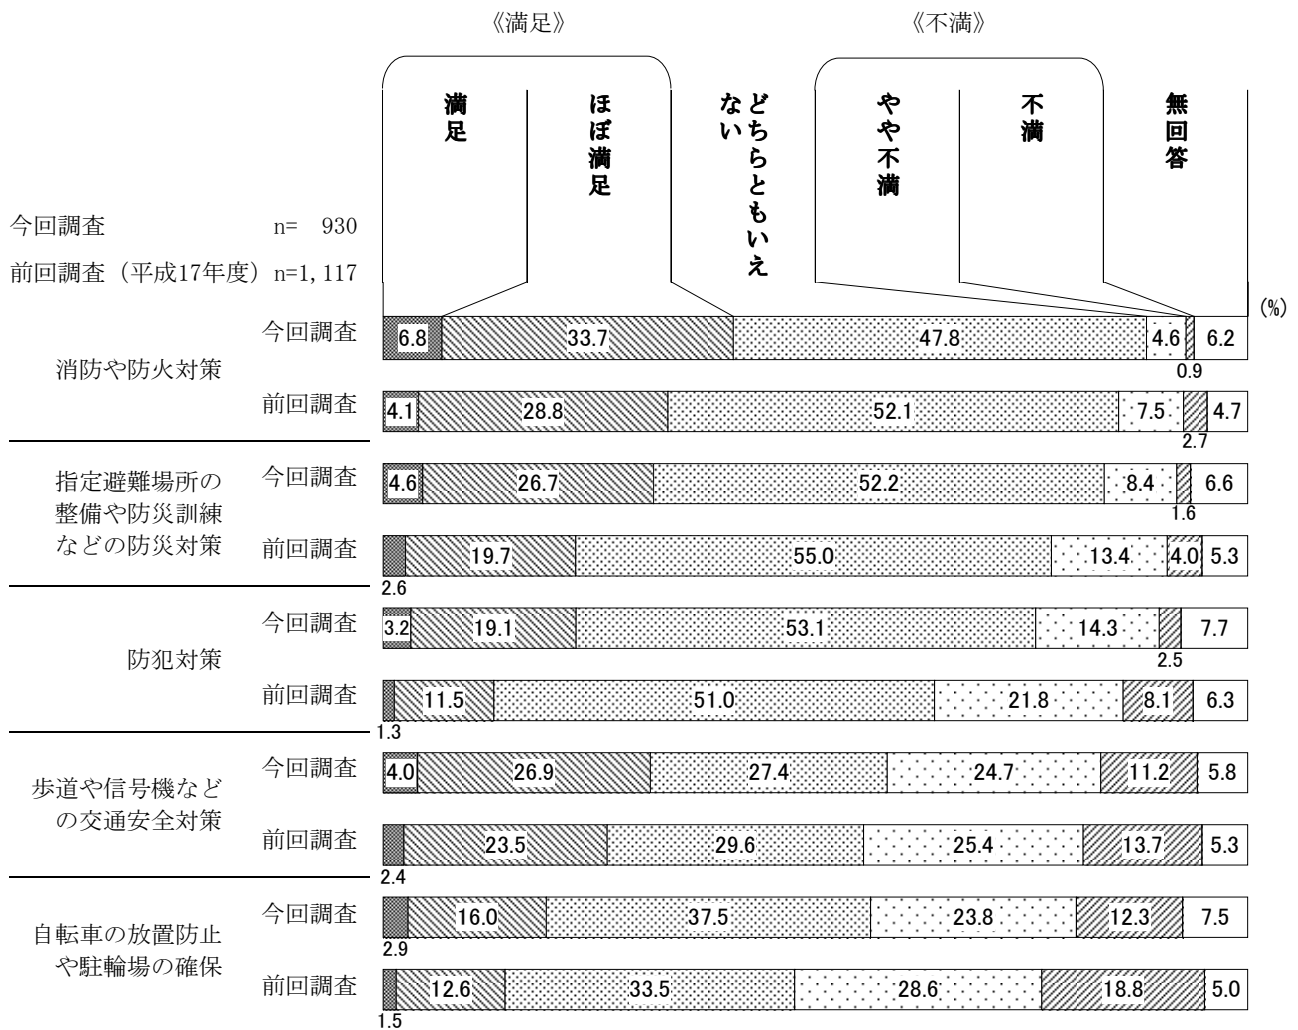 《満足》 《不満》
満足
ほぼ満足
どちらともいえ
ない
やや不満
不満
無回答
今回調査 n= 930
前回調査（平成17年度） n=1,117
(%)
消防や防火対策
今回調査 6.8 33.7 47.8 4.6 0.9 6.2
前回調査 4.1 28.8 52.1 7.5 2.7 4.7
指定避難場所の
整備や防災訓練
などの防災対策
今回調査 4.6 26.7 52.2 8.4 1.6 6.6
前回調査 2.6 19.7 55.0 13.4 4.0 5.3
防犯対策
今回調査 3.2 19.1 53.1 14.3 2.5 7.7
前回調査 1.3 11.5 51.0 21.8 8.1 6.3
歩道や信号機など
の交通安全対策
今回調査 4.0 26.9 27.4 24.7 11.2 5.8
前回調査 2.4 23.5 29.6 25.4 13.7 5.3
自転車の放置防止
や駐輪場の確保
今回調査 2.9 16.0 37.5 23.8 12.3 7.5
前回調査 1.5 12.6 33.5 28.6 18.8 5.0